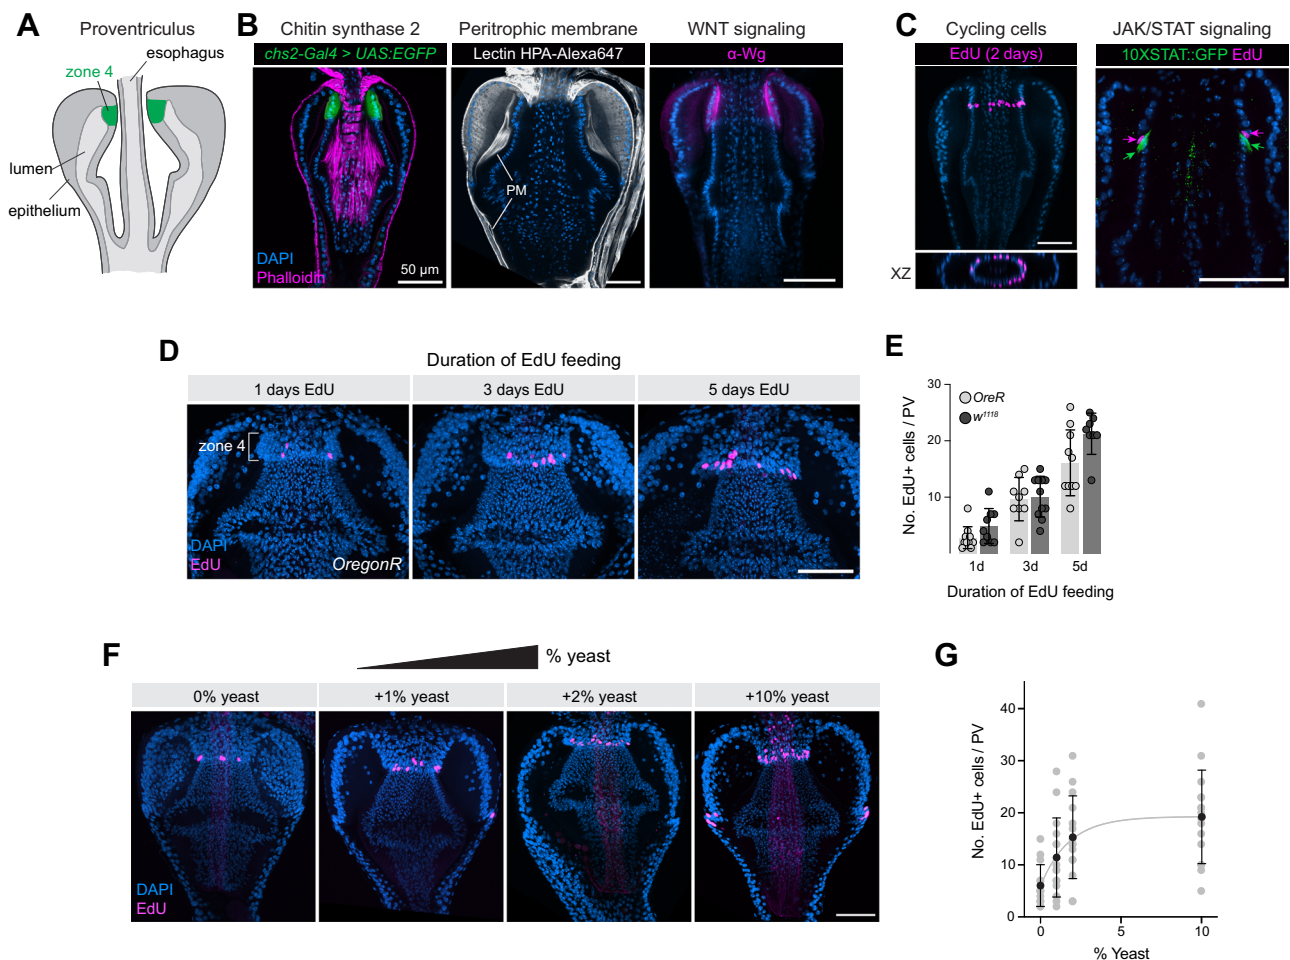 A
Proventriculus
esophagus
zone 4
lumen
epithelium
B
Chitin synthase 2
Peritrophic membrane
WNT signaling
chs2-Gal4 > UAS:EGFP
Lectin HPA-Alexa647
α-Wg
PM
DAPI
Phalloidin
50 μm
C
Cycling cells
JAK/STAT signaling
EdU (2 days)
10XSTAT::GFP EdU
XZ
D
Duration of EdU feeding
1 days EdU
3 days EdU
5 days EdU
zone 4
DAPI
EdU
OregonR
E
No. EdU+ cells / PV
30
20
10
OreR
w1118
1d
3d
5d
Duration of EdU feeding
F
% yeast
0% yeast
+1% yeast
+2% yeast
+10% yeast
DAPI
EdU
G
No. EdU+ cells / PV
40
30
20
10
0
0
5
10
% Yeast